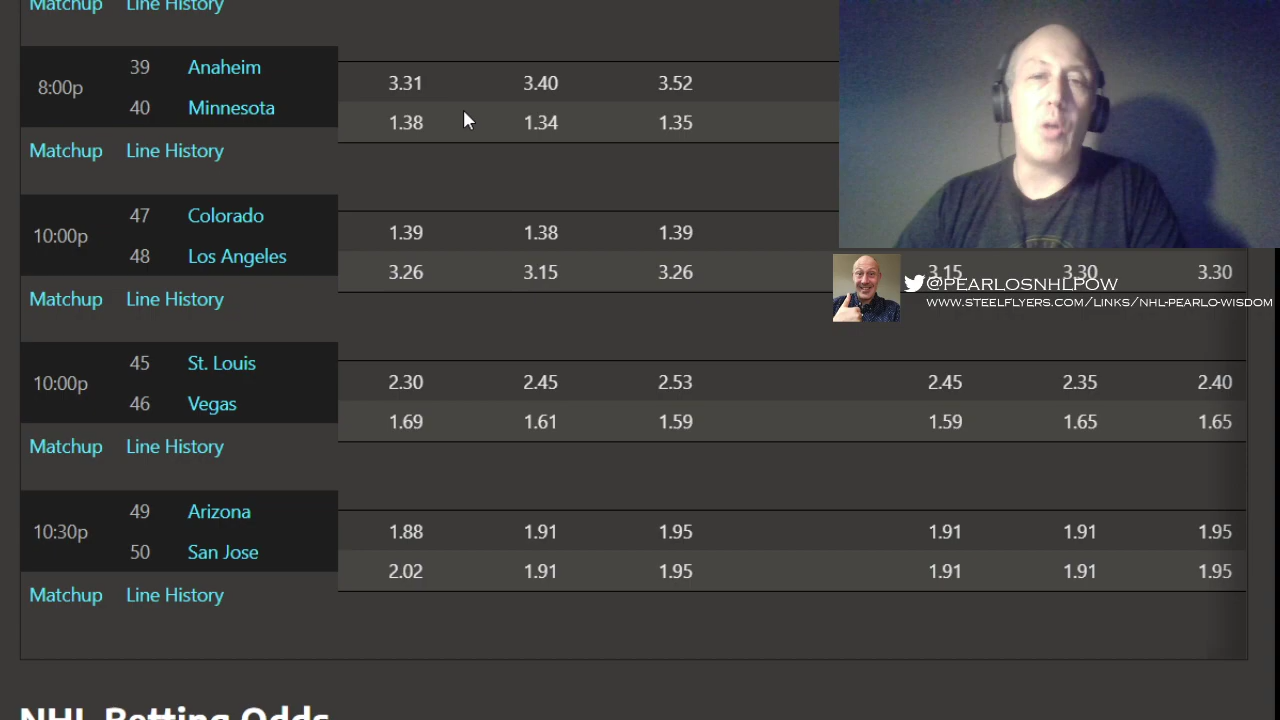 Matchup Line History
8:00p 39 Anaheim 3.31 3.40 3.52
40 Minnesota 1.38 1.34 1.35
Matchup Line History
10:00p 47 Colorado 1.39 1.38 1.39
48 Los Angeles 3.26 3.15 3.26 3.15 3.30 3.30
@PEARLOSNHLPOW
WWW.STEELFLYERS.COM/LINKS/NHL-PEARLO-WISDOM
Matchup Line History
10:00p 45 St. Louis 2.30 2.45 2.53 2.45 2.35 2.40
46 Vegas 1.69 1.61 1.59 1.59 1.65 1.65
Matchup Line History
10:30p 49 Arizona 1.88 1.91 1.95 1.91 1.91 1.95
50 San Jose 2.02 1.91 1.95 1.91 1.91 1.95
Matchup Line History
NHL Betting Odds